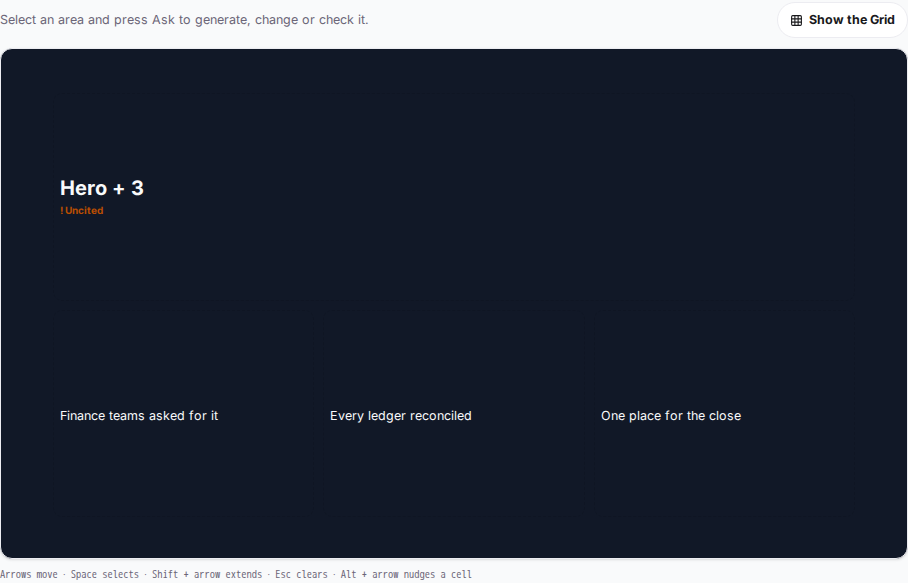 Select an area and press Ask to generate, change or check it.
Show the Grid
Hero + 3
! Uncited
Finance teams asked for it
Every ledger reconciled
One place for the close
Arrows move · Space selects · Shift + arrow extends · Esc clears · Alt + arrow nudges a cell